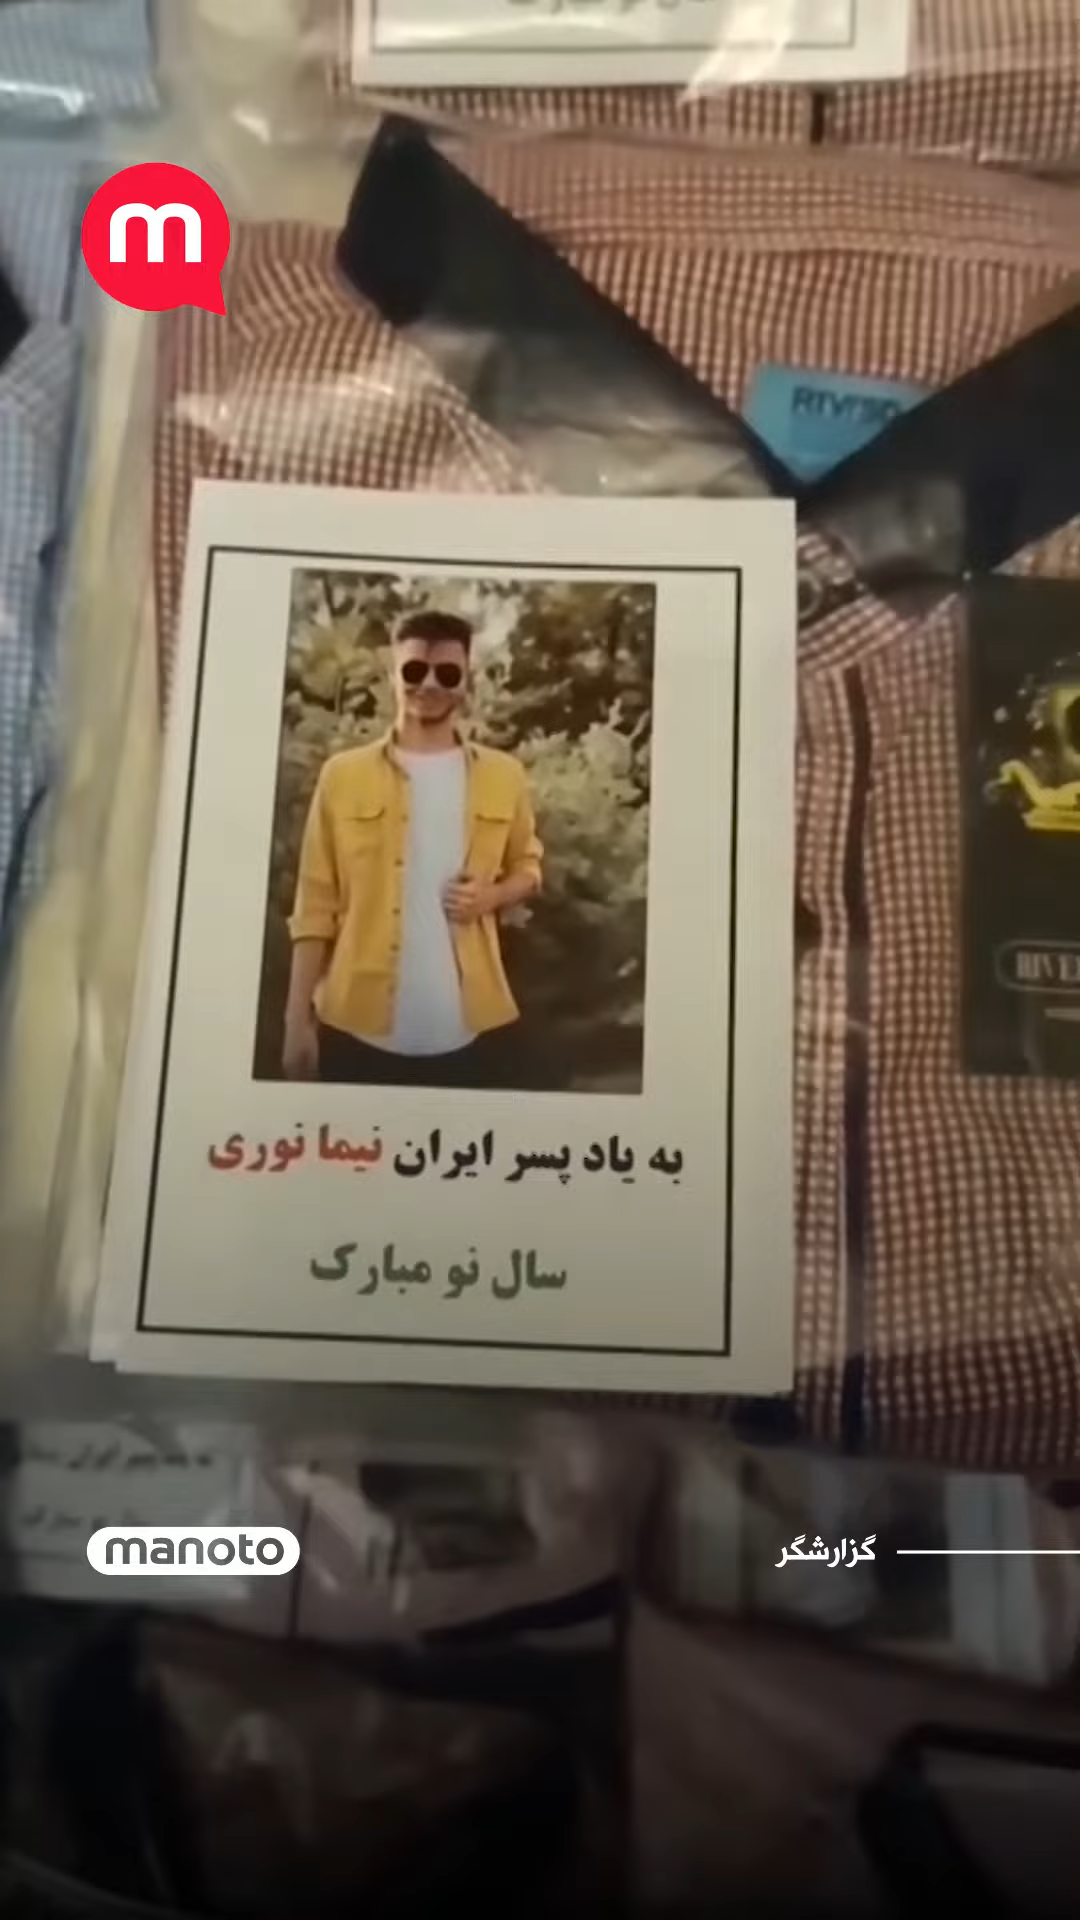 m
به یاد پسر ایران نیما نوری
سال نو مبارک
manoto
گزارشگر